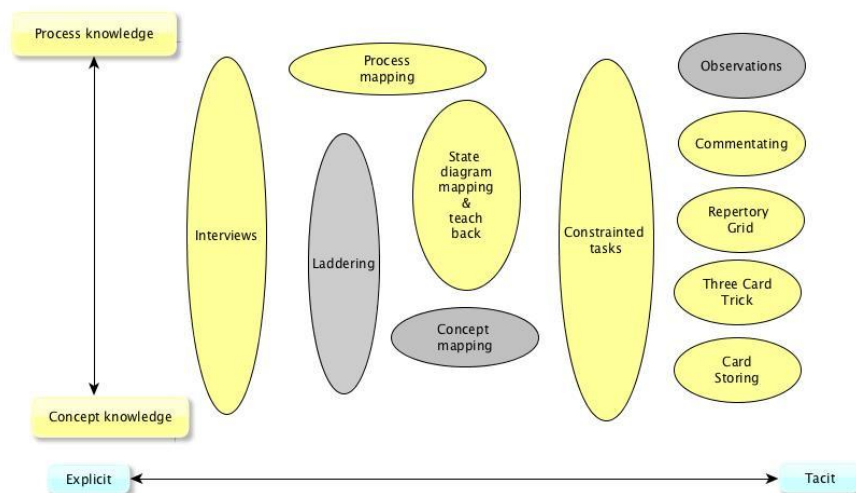 Process knowledge
Process
mapping
Observations
Commentating
State
diagram
mapping
&
teach
back
Interviews
Laddering
Constrainted
tasks
Repertory
Grid
Three Card
Trick
Concept
mapping
Card
Storing
Concept knowledge
Explicit
Tacit